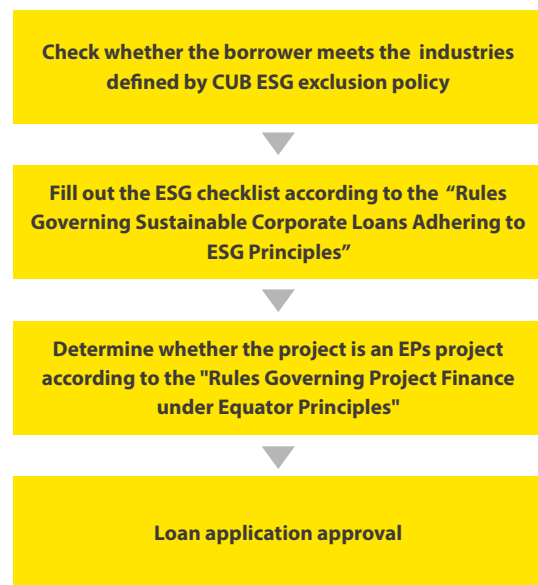 Check whether the borrower meets the industries
defined by CUB ESG exclusion policy
Fill out the ESG checklist according to the “Rules
Governing Sustainable Corporate Loans Adhering to
ESG Principles”
Determine whether the project is an EPs project
according to the "Rules Governing Project Finance
under Equator Principles"
Loan application approval